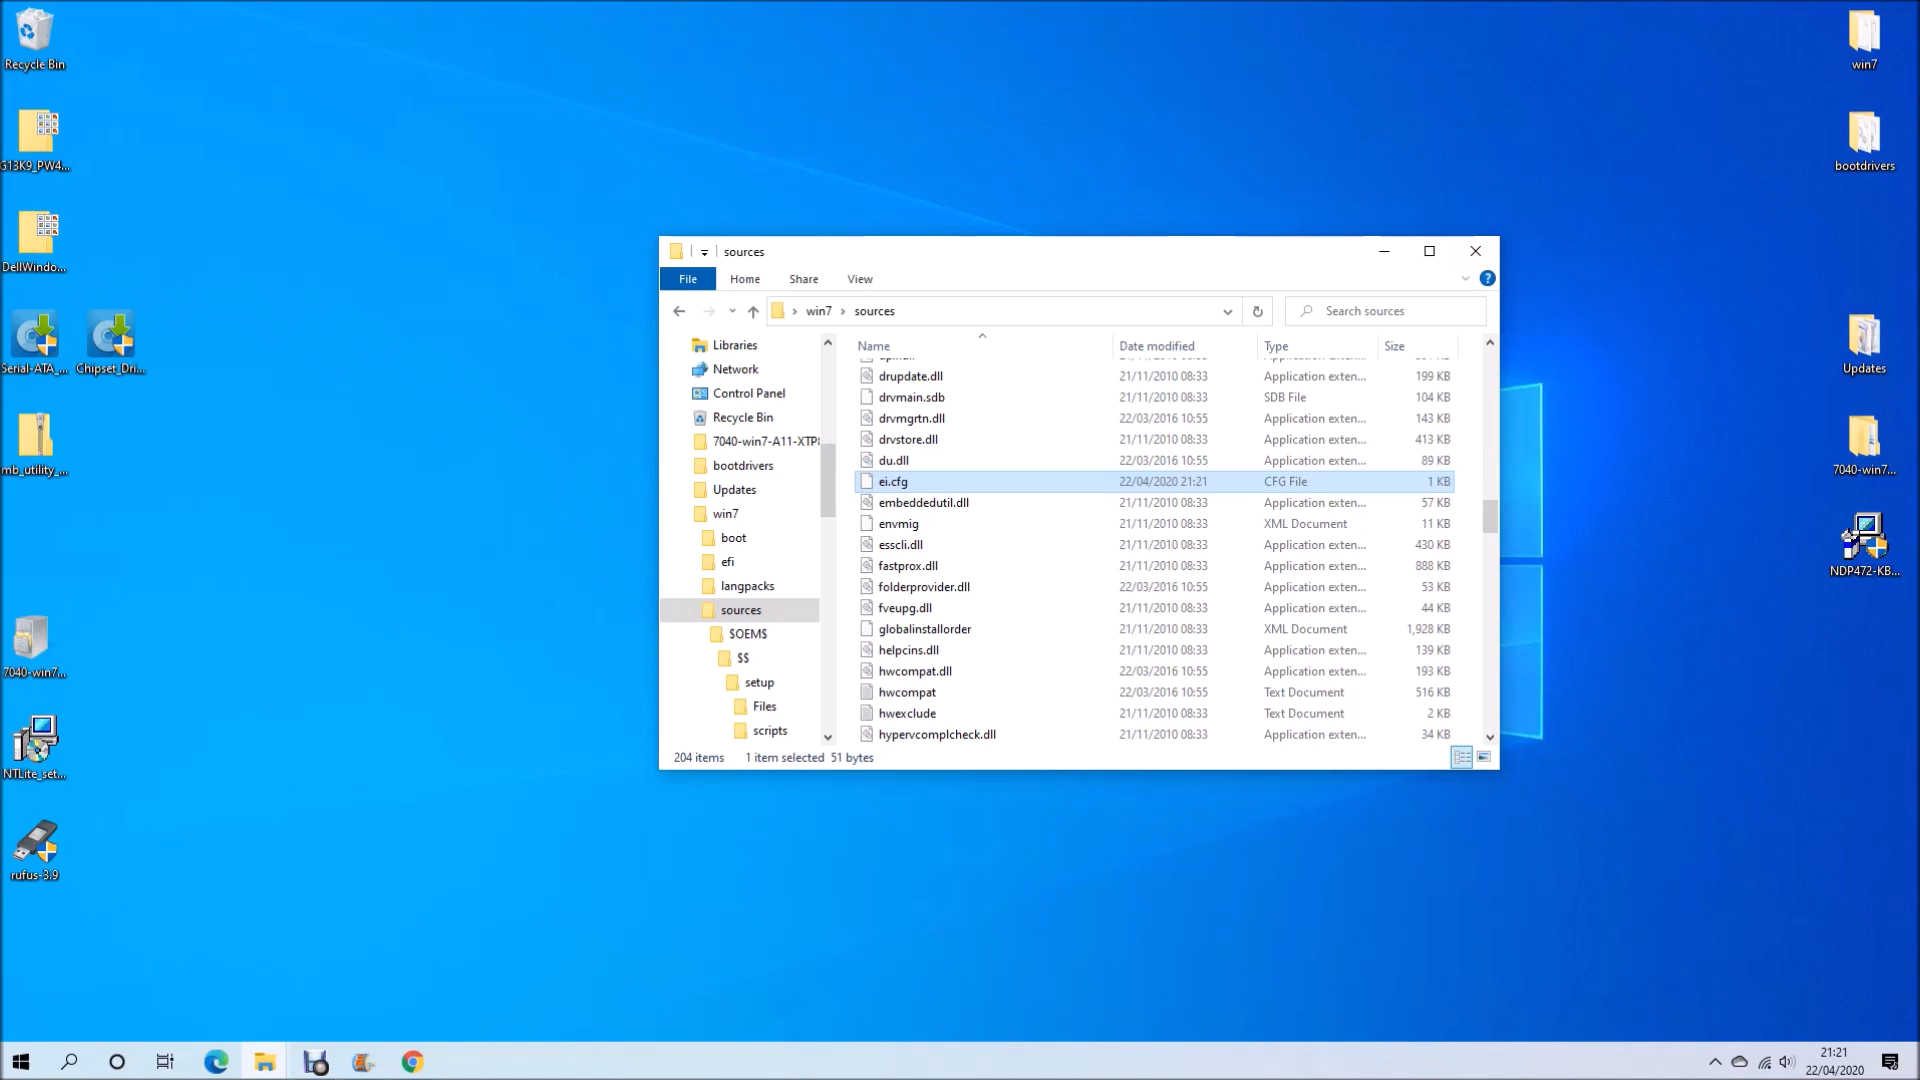 Recycle Bin
G13K9_PW4...
DellWindo...
Serial-ATA_...
Chipset_Dri...
mb_utility_...
7040-win7...
NTLite_set...
rufus-3.9
win7
bootdrivers
Updates
7040-win7...
NDP472-KB...
sources
File Home Share View
win7 sources
Search sources
Libraries
Network
Control Panel
Recycle Bin
7040-win7-A11-XTP8
bootdrivers
Updates
win7
boot
efi
langpacks
sources
$OEM$
$$
setup
Files
scripts
Name Date modified Type Size
drupdate.dll 21/11/2010 08:33 Application exten... 199 KB
drvmain.sdb 21/11/2010 08:33 SDB File 104 KB
drvmgrtn.dll 22/03/2016 10:55 Application exten... 143 KB
drvstore.dll 21/11/2010 08:33 Application exten... 413 KB
du.dll 22/03/2016 10:55 Application exten... 89 KB
ei.cfg 22/04/2020 21:21 CFG File 1 KB
embeddedutil.dll 21/11/2010 08:33 Application exten... 57 KB
envmig 21/11/2010 08:33 XML Document 11 KB
esscli.dll 21/11/2010 08:33 Application exten... 430 KB
fastprox.dll 21/11/2010 08:33 Application exten... 888 KB
folderprovider.dll 22/03/2016 10:55 Application exten... 53 KB
fveupg.dll 21/11/2010 08:33 Application exten... 44 KB
globalinstallorder 21/11/2010 08:33 XML Document 1,928 KB
helpcins.dll 21/11/2010 08:33 Application exten... 139 KB
hwcompat.dll 22/03/2016 10:55 Application exten... 193 KB
hwcompat 22/03/2016 10:55 Text Document 516 KB
hwexclude 21/11/2010 08:33 Text Document 2 KB
hypervcomplcheck.dll 21/11/2010 08:33 Application exten... 34 KB
204 items 1 item selected 51 bytes
21:21
22/04/2020